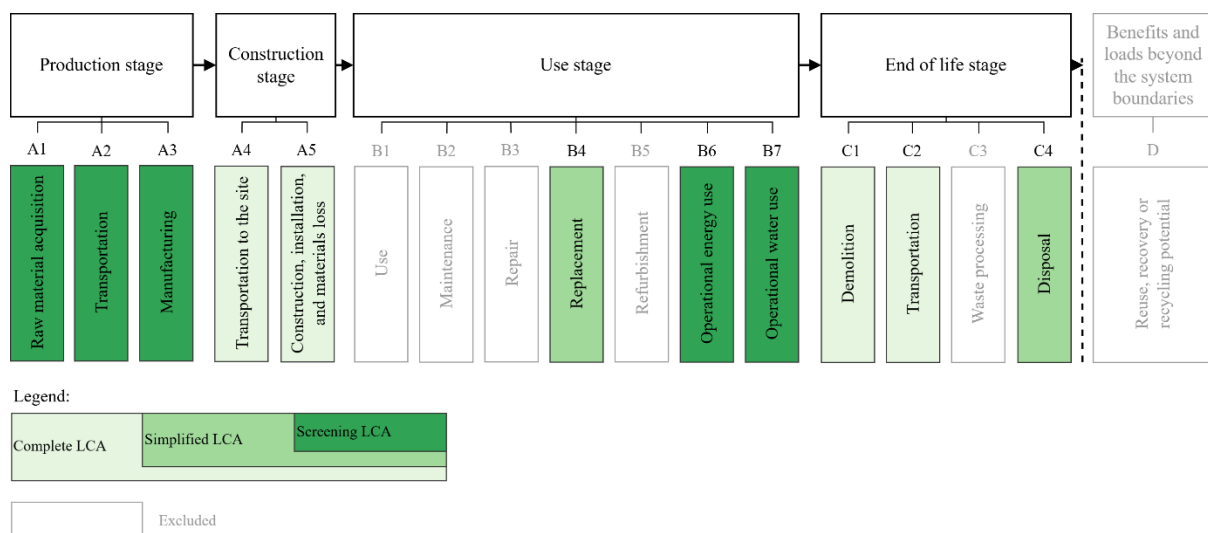 Production stage
Construction
stage
Use stage
End of life stage
Benefits and
loads beyond
the system
boundaries
A1
A2
A3
A4
A5
B1
B2
B3
B4
B5
B6
B7
C1
C2
C3
C4
D
Raw material acquisition
Transportation
Manufacturing
Transportation to the site
Construction, installation,
and materials loss
Use
Maintenance
Repair
Replacement
Refurbishment
Operational energy use
Operational water use
Demolition
Transportation
Waste processing
Disposal
Reuse, recovery or
recycling potential
Legend:
Complete LCA
Simplified LCA
Screening LCA
Excluded